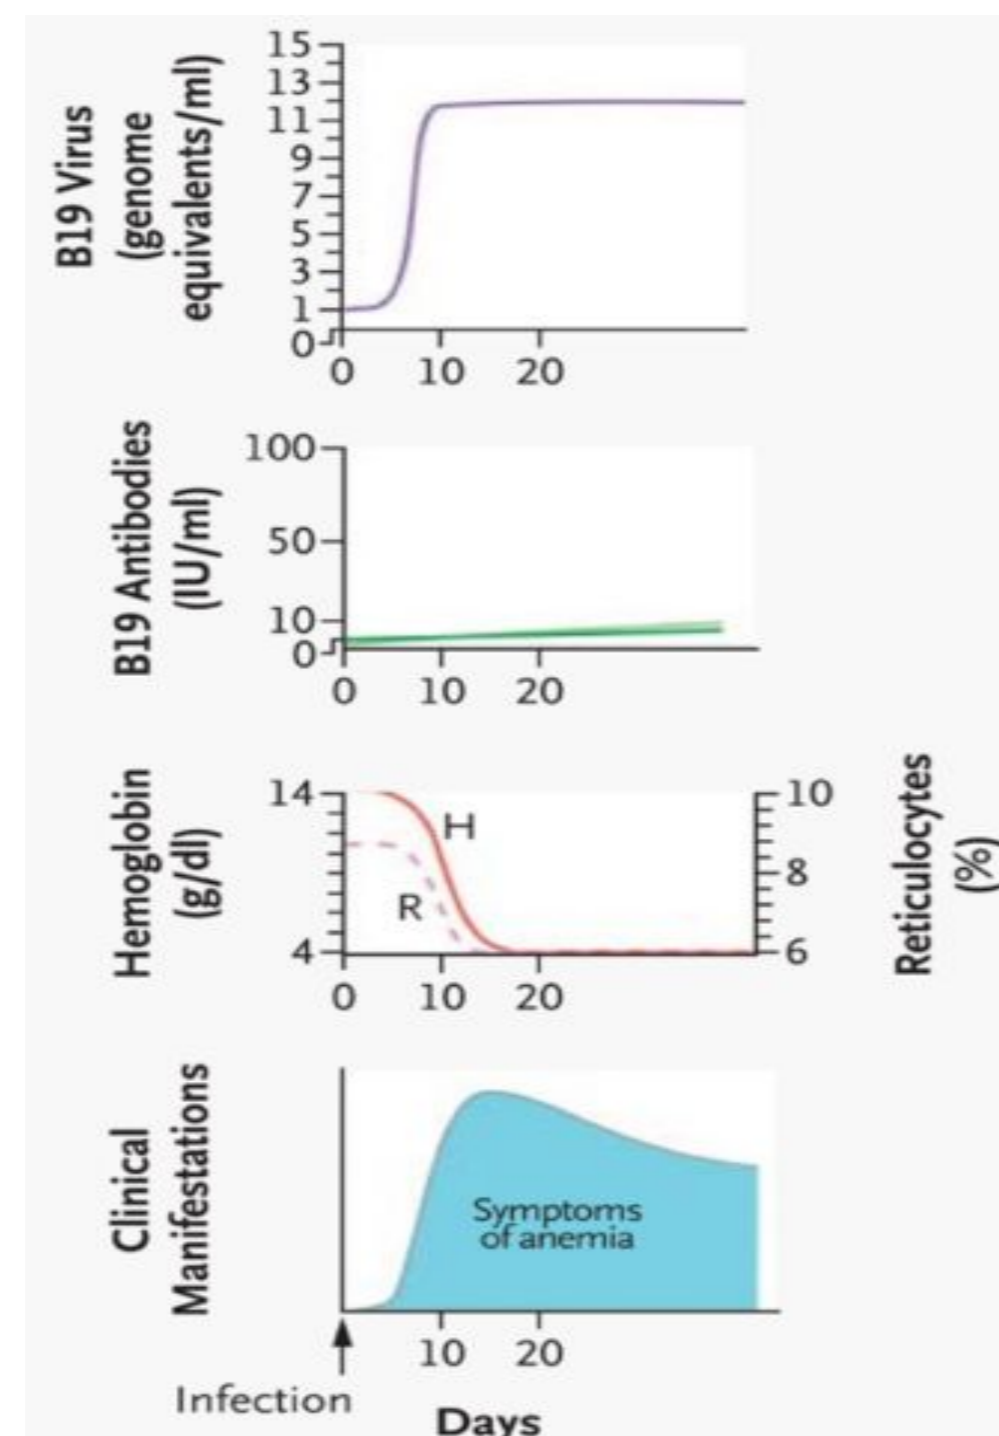 B19 Virus
(genome
equivalents/ml)
15
13
11
9
7
5
3
1
0
0 10 20
B19 Antibodies
(IU/ml)
100
50
10
0
0 10 20
Hemoglobin
(g/dl)
14
4
H
R
10
8
6
Reticulocytes
(%)
0 10 20
Clinical
Manifestations
Symptoms
of anemia
10 20
Infection
Days